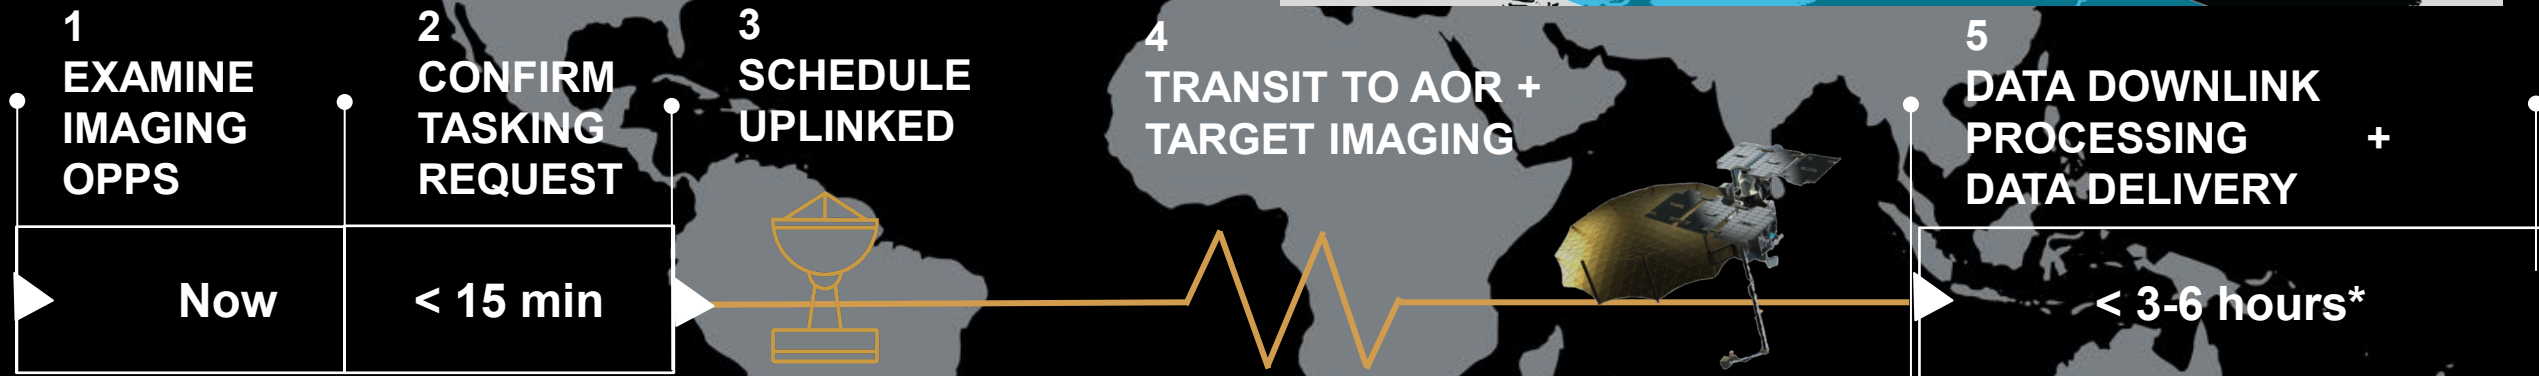 1
EXAMINE
IMAGING
OPPS
Now
2
CONFIRM
TASKING
REQUEST
< 15 min
3
SCHEDULE
UPLINKED
4
TRANSIT TO AOR +
TARGET IMAGING
5
DATA DOWNLINK
PROCESSING +
DATA DELIVERY
< 3-6 hours*